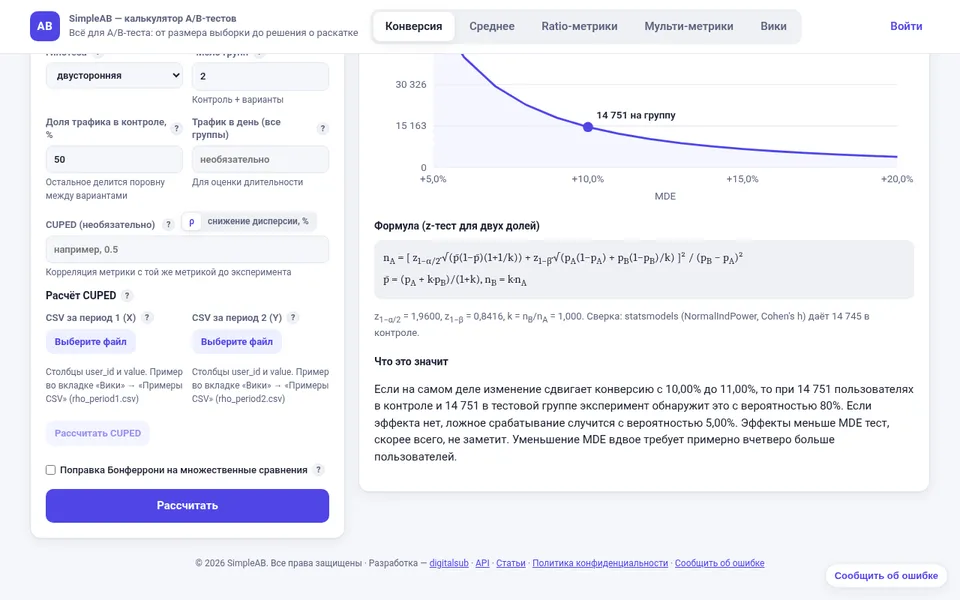 AB
SimpleAB — калькулятор A/B-тестов
Всё для A/B-теста: от размера выборки до решения о раскатке
Конверсия
Среднее
Ratio-метрики
Мульти-метрики
Вики
Войти
двусторонняя
2
Контроль + варианты
Доля трафика в контроле, %
?
Трафик в день (все группы)
?
50
необязательно
Остальное делится поровну между вариантами
Для оценки длительности
CUPED (необязательно)
?
ρ
снижение дисперсии, %
например, 0.5
Корреляция метрики с той же метрикой до эксперимента
Расчёт CUPED ?
CSV за период 1 (X) ?
CSV за период 2 (Y) ?
Выберите файл
Выберите файл
Столбцы user_id и value. Пример во вкладке «Вики» → «Примеры CSV» (rho_period1.csv)
Столбцы user_id и value. Пример во вкладке «Вики» → «Примеры CSV» (rho_period2.csv)
Рассчитать CUPED
Поправка Бонферрони на множественные сравнения ?
Рассчитать
30 326
15 163
0
14 751 на группу
+5,0%
+10,0%
+15,0%
+20,0%
MDE
Формула (z-тест для двух долей)
n_A = [ z_1−α/2·√(p̄(1−p̄)(1+1/k)) + z_1−β·√(p_A(1−p_A) + p_B(1−p_B)/k) ]² / (p_B − p_A)²
p̄ = (p_A + k·p_B)/(1+k), n_B = k·n_A
z_1−α/2 = 1,9600, z_1−β = 0,8416, k = n_B/n_A = 1,000. Сверка: statsmodels (NormalIndPower, Cohen's h) даёт 14 745 в
контроле.
Что это значит
Если на самом деле изменение сдвигает конверсию с 10,00% до 11,00%, то при 14 751 пользователях
в контроле и 14 751 в тестовой группе эксперимент обнаружит это с вероятностью 80%. Если
эффекта нет, ложное срабатывание случится с вероятностью 5,00%. Эффекты меньше MDE тест,
скорее всего, не заметит. Уменьшение MDE вдвое требует примерно вчетверо больше
пользователей.
© 2026 SimpleAB. Все права защищены · Разработка — digitalsub · API · Статьи · Политика конфиденциальности · Сообщить об ошибке
Сообщить об ошибке